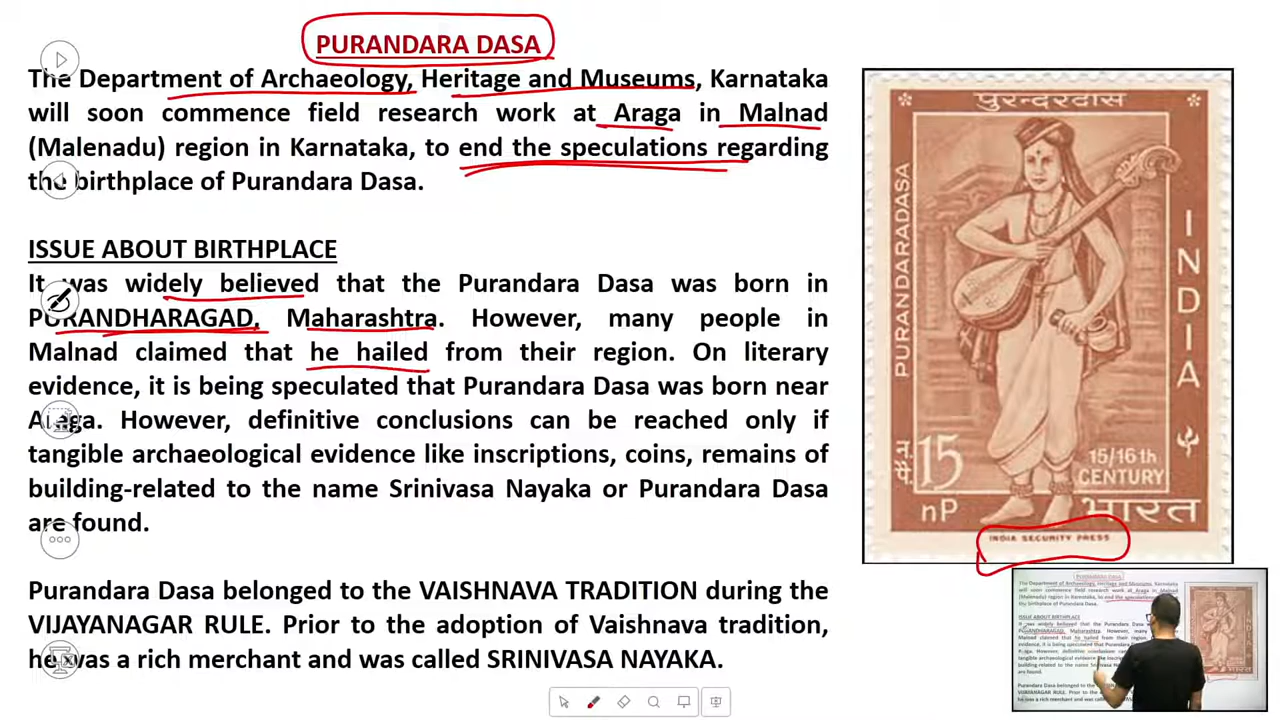 PURANDARA DASA
The Department of Archaeology, Heritage and Museums, Karnataka
will soon commence field research work at Araga in Malnad
(Malenadu) region in Karnataka, to end the speculations regarding
the birthplace of Purandara Dasa.
ISSUE ABOUT BIRTHPLACE
It was widely believed that the Purandara Dasa was born in
PURANDHARAGAD, Maharashtra. However, many people in
Malnad claimed that he hailed from their region. On literary
evidence, it is being speculated that Purandara Dasa was born near
Araga. However, definitive conclusions can be reached only if
tangible archaeological evidence like inscriptions, coins, remains of
building-related to the name Srinivasa Nayaka or Purandara Dasa
are found.
Purandara Dasa belonged to the VAISHNAVA TRADITION during the
VIJAYANAGAR RULE. Prior to the adoption of Vaishnava tradition,
he was a rich merchant and was called SRINIVASA NAYAKA.
पुरन्दरदास
PURANDARADASA
INDIA
न.पै.
15
nP
15/16th
CENTURY
भारत
INDIA SECURITY PRESS